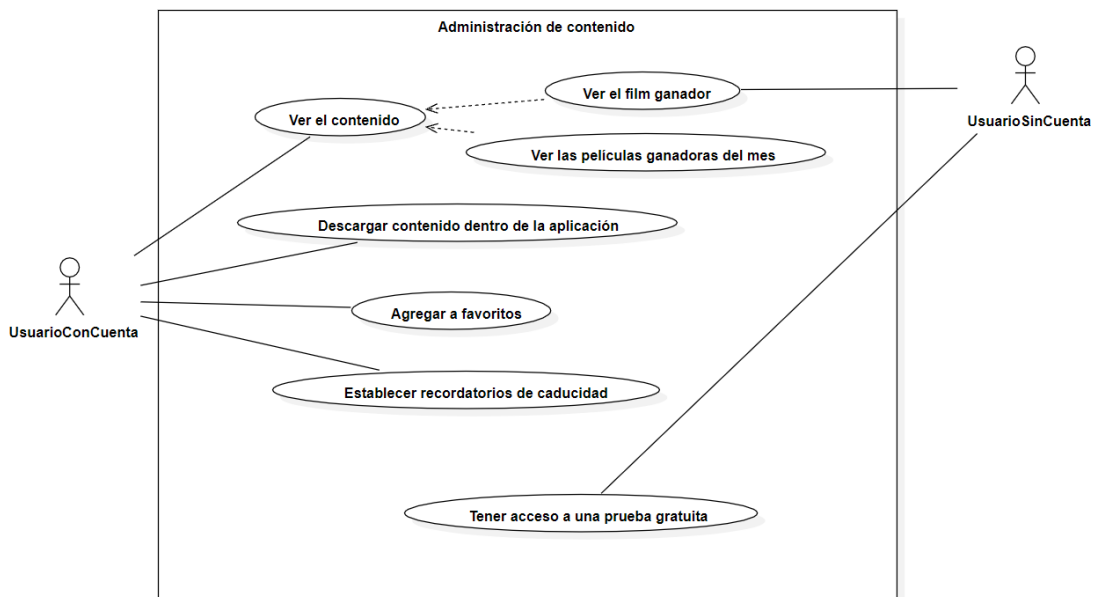 Administración de contenido
Ver el film ganador
Ver el contenido
UsuarioSinCuenta
Ver las películas ganadoras del mes
Descargar contenido dentro de la aplicación
Agregar a favoritos
UsuarioConCuenta
Establecer recordatorios de caducidad
Tener acceso a una prueba gratuita